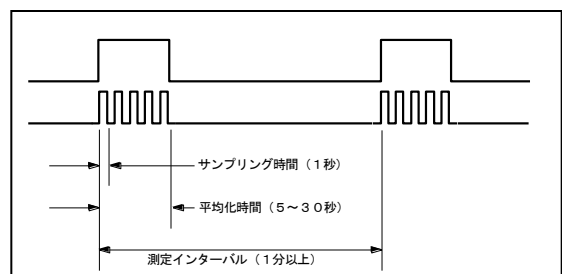 サンプリング時間（１秒）
平均化時間（５～３０秒）
測定インターバル（１分以上）